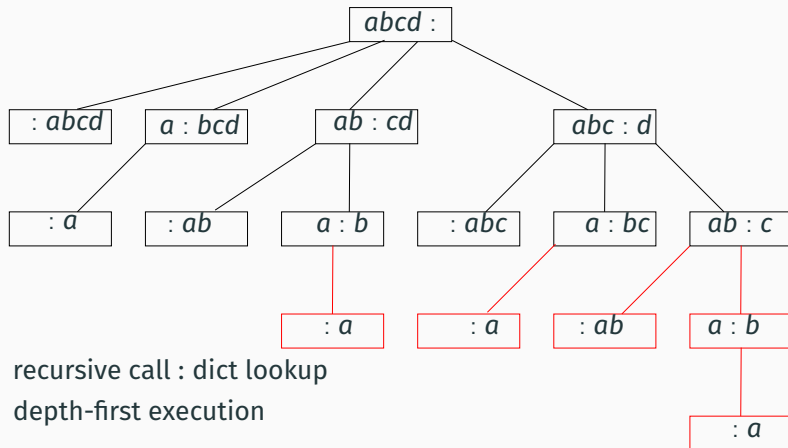 abcd :
: abcd a : bcd ab : cd abc : d
: a : ab a : b : abc a : bc ab : c
: a : a : ab a : b
recursive call : dict lookup
depth-first execution
: a